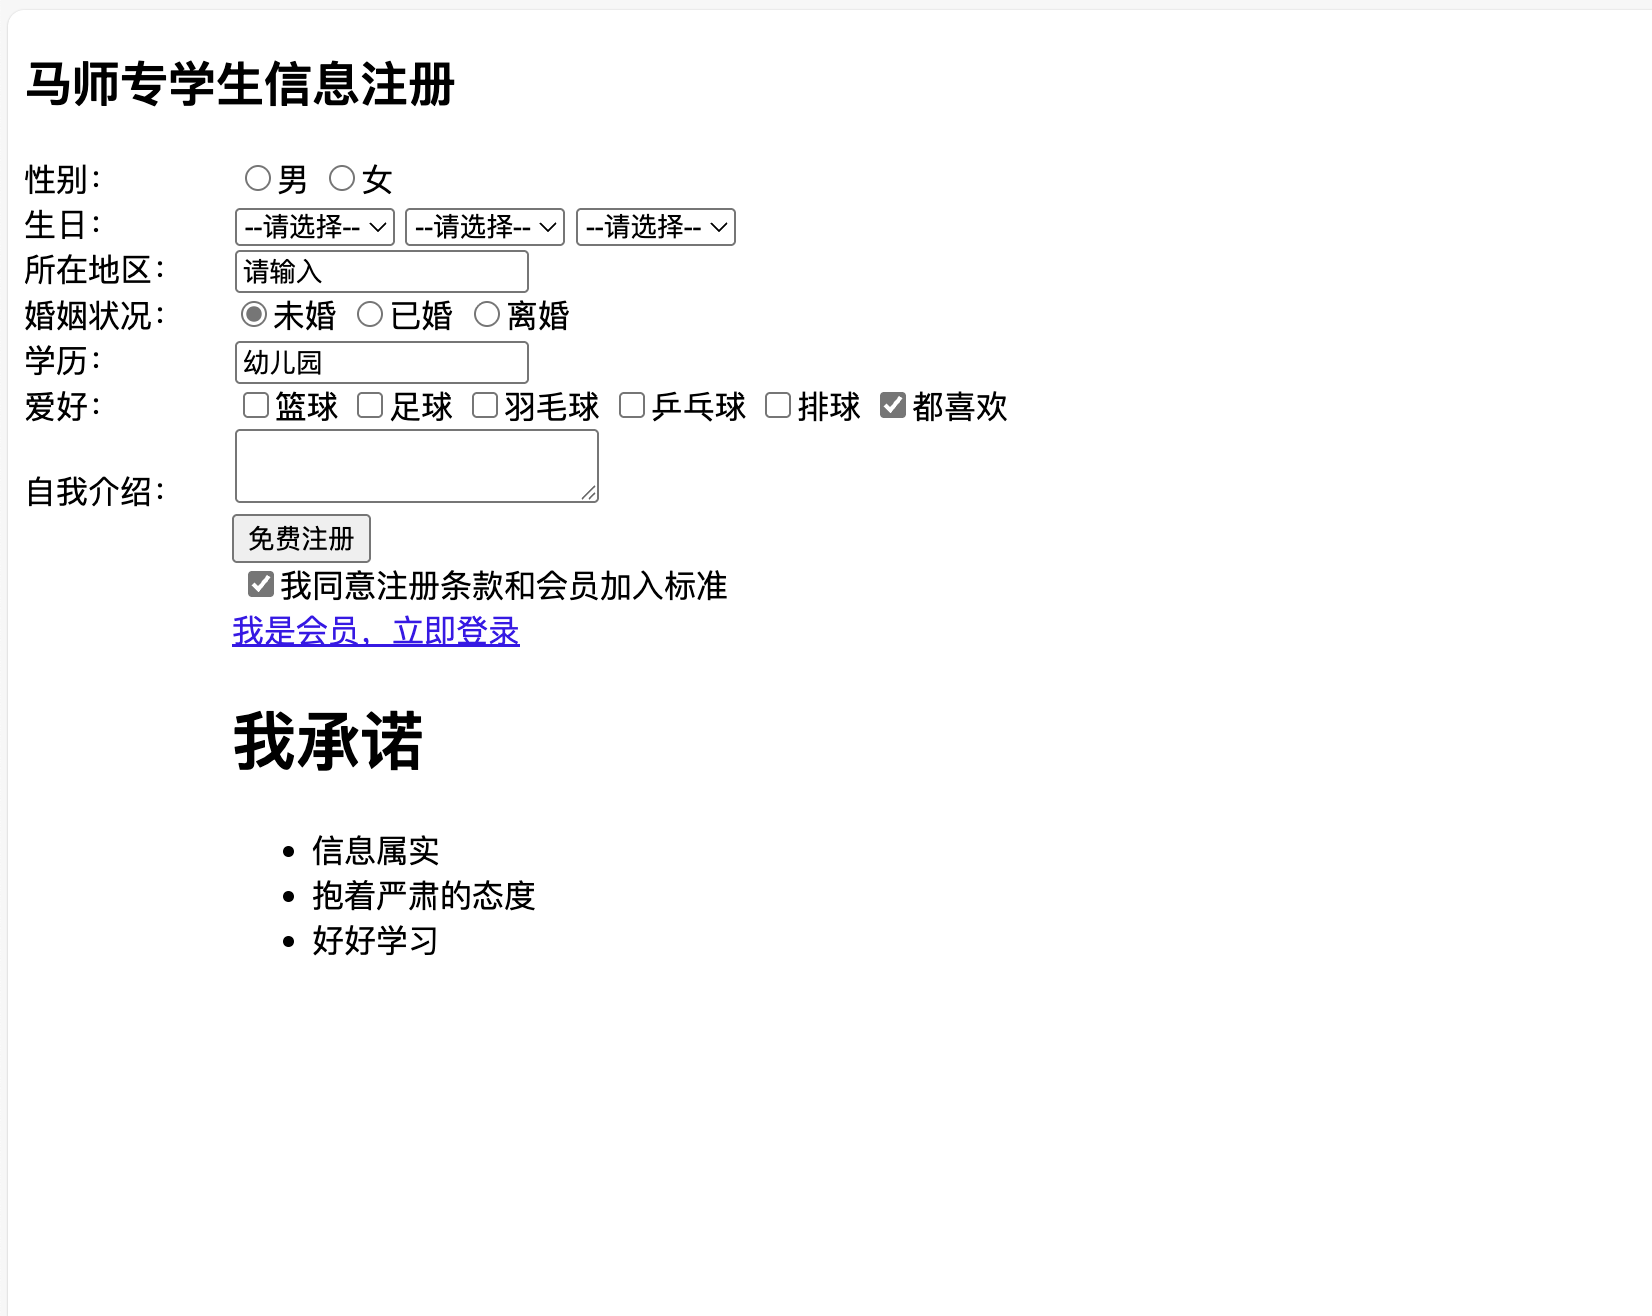 马师专学生信息注册
性别： 男 女
生日： --请选择-- --请选择-- --请选择--
所在地区： 请输入
婚姻状况： 未婚 已婚 离婚
学历： 幼儿园
爱好： 篮球 足球 羽毛球 乒乓球 排球 都喜欢
自我介绍：
免费注册
我同意注册条款和会员加入标准
我是会员，立即登录
我承诺
• 信息属实
• 抱着严肃的态度
• 好好学习